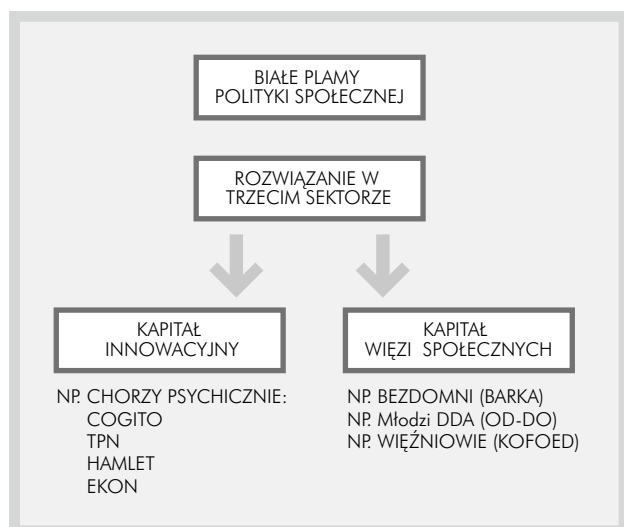 BIAŁE PLAMY
POLITYKI SPOŁECZNEJ
ROZWIĄZANIE W
TRZECIM SEKTORZE
KAPITAŁ
INNOWACYJNY
NP. CHORZY PSYCHICZNIE:
COGITO
TPN
HAMLET
EKON
KAPITAŁ
WIĘZI SPOŁECZNYCH
NP. BEZDOMNI (BARKA)
NP. Młodzi DDA (OD-DO)
NP. WIĘŹNIOWIE (KOFOED)